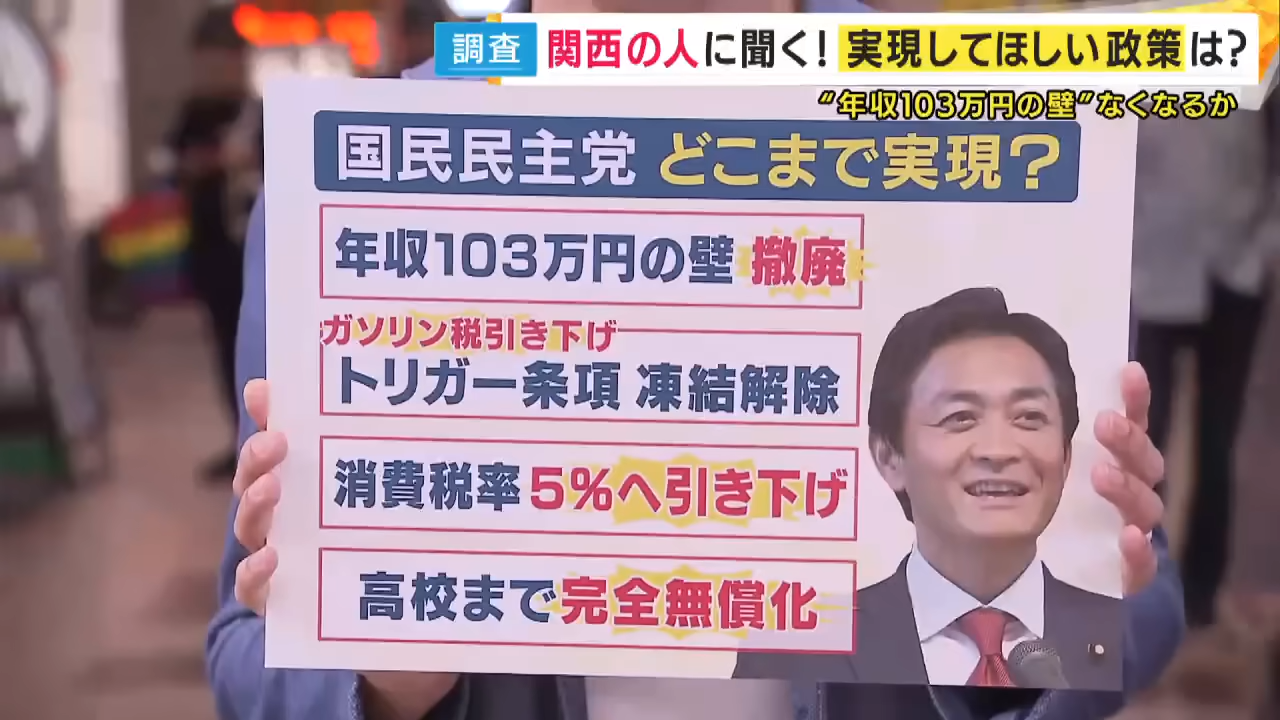 調査 関西の人に聞く!実現してほしい政策は?
“年収103万円の壁”なくなるか
国民民主党 どこまで実現?
年収103万円の壁 撤廃
ガソリン税引き下げ
トリガー条項 凍結解除
消費税率5%へ引き下げ
高校まで完全無償化